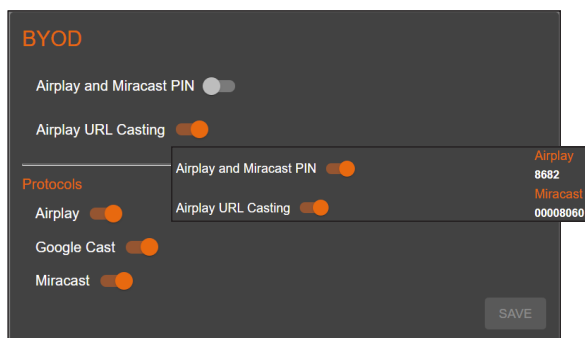 BYOD
Airplay and Miracast PIN
Airplay URL Casting
Airplay and Miracast PIN
Airplay
8682
Airplay URL Casting
Miracast
00008060
Protocols
Airplay
Google Cast
Miracast
SAVE